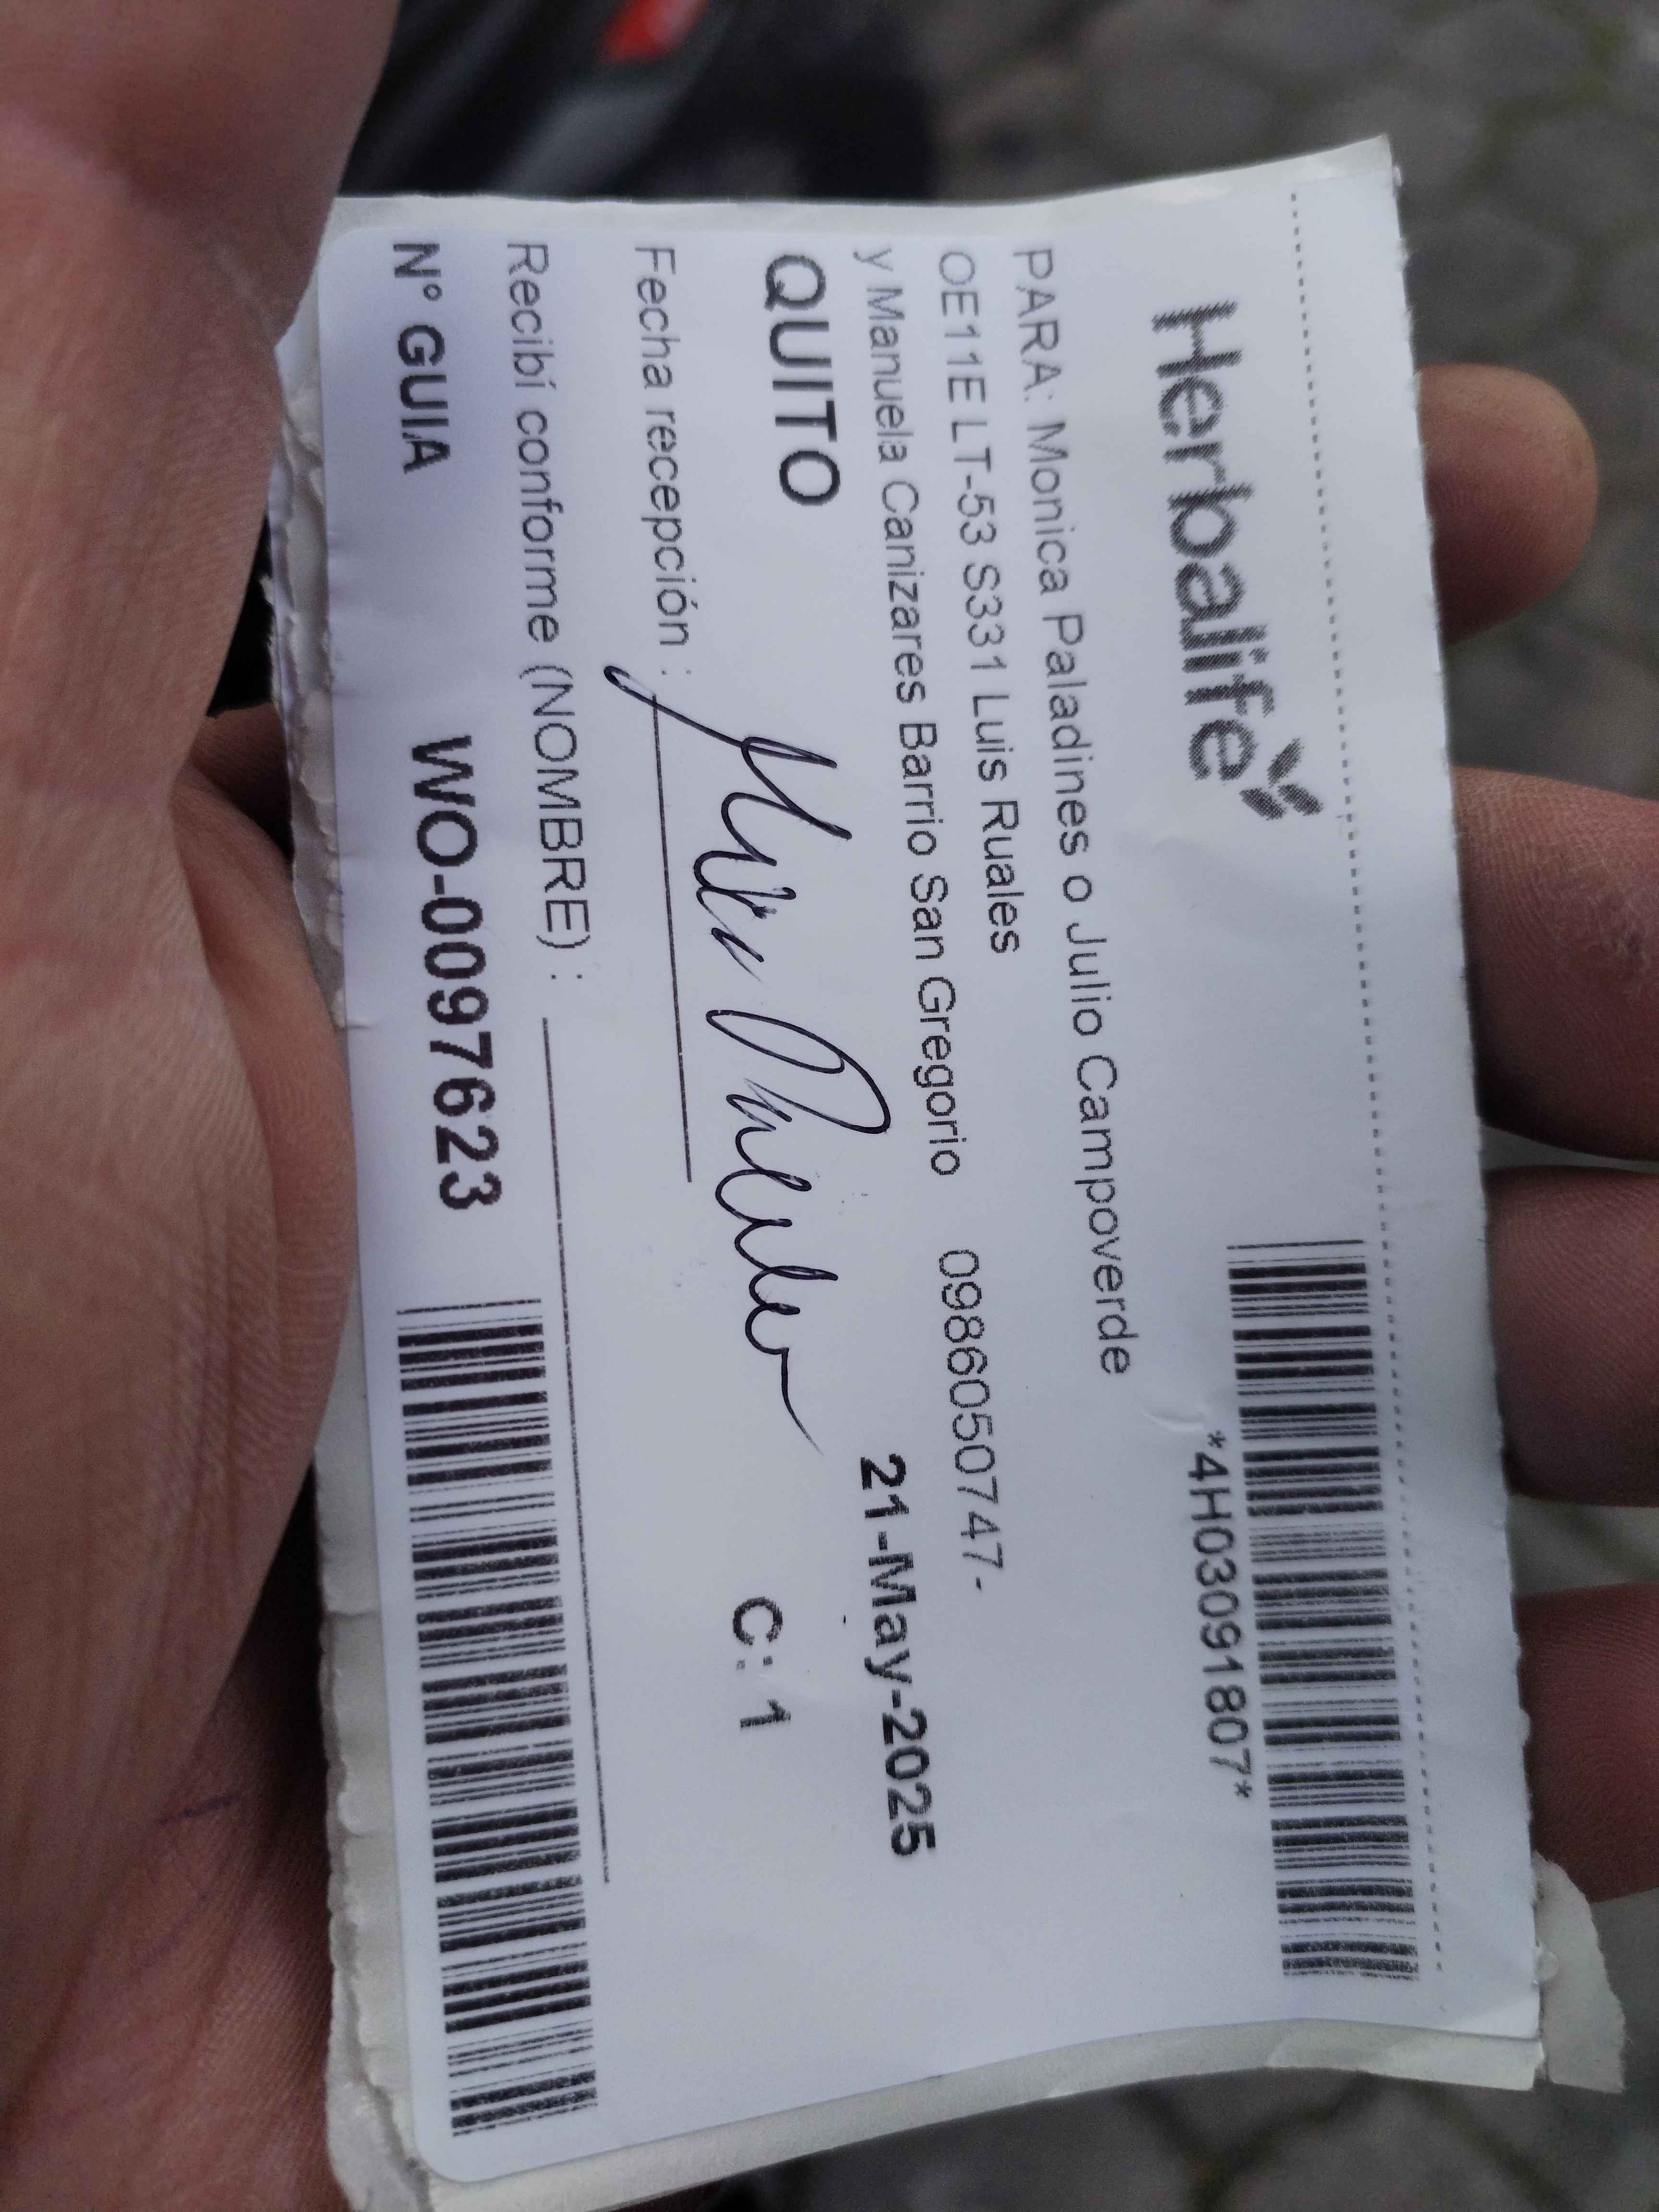 Herbalife
*4H03091807*
PARA: Monica Paladines o Julio Campoverde
OE11E LT-53 S331 Luis Ruales
y Manuela Canizares Barrio San Gregorio 0986050747-
QUITO
21-May-2025
Fecha recepción :
C: 1
Recibí conforme (NOMBRE) :
Nº GUIA WO-0097623